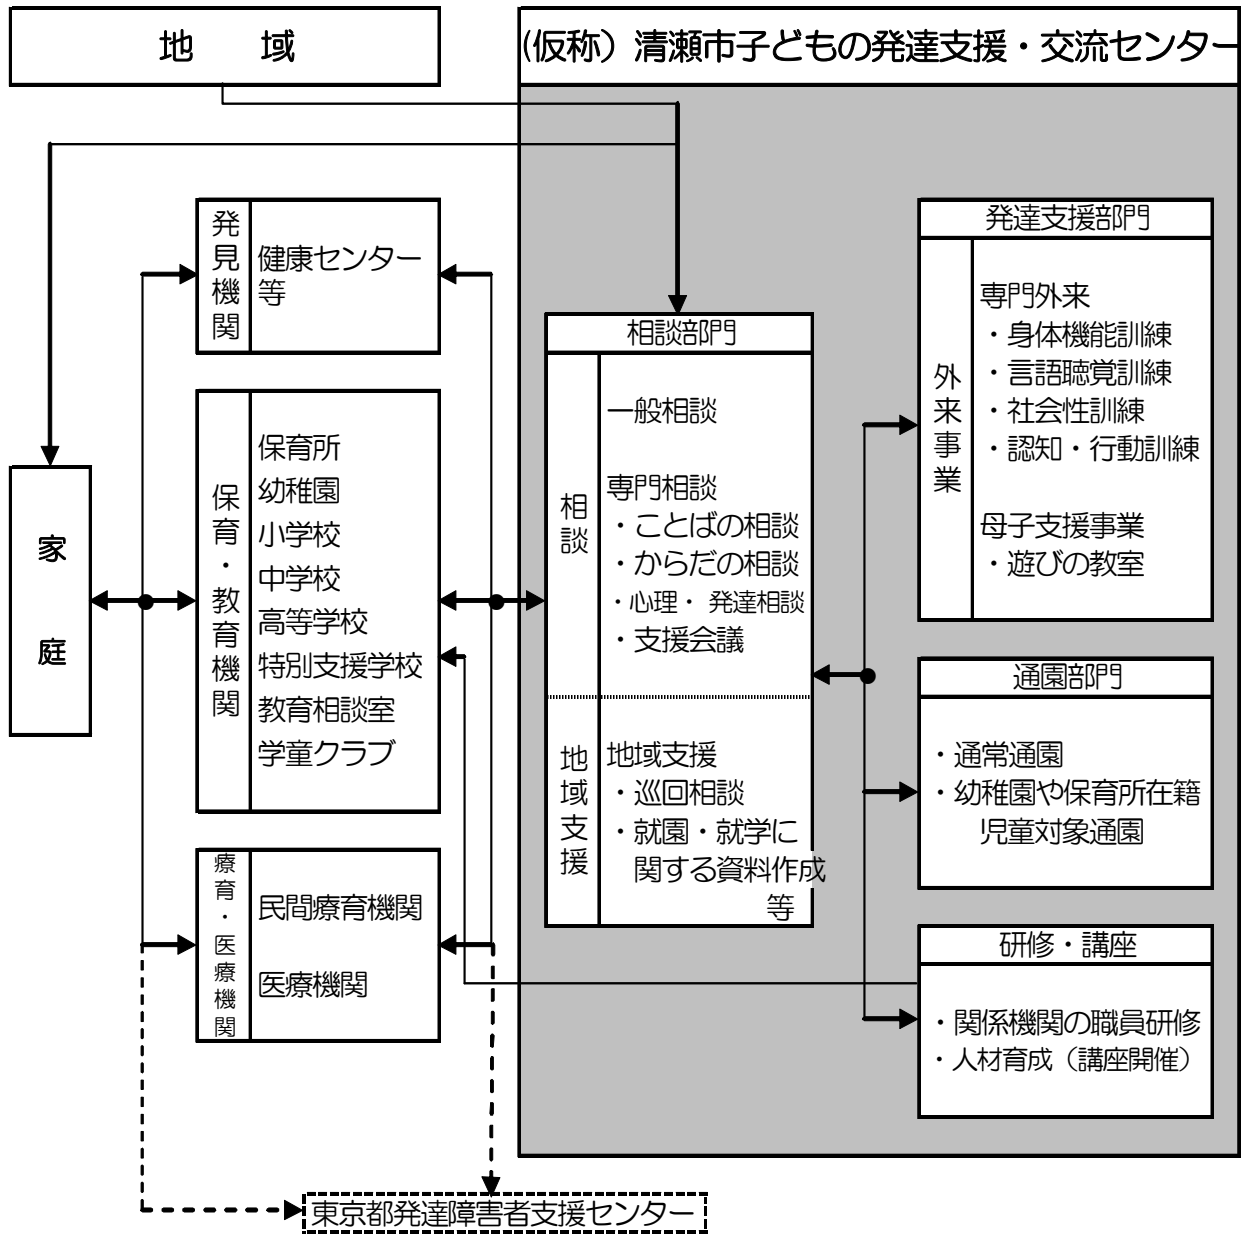 地　域
(仮称）清瀬市子どもの発達支援・交流センター
発見機関
健康センター
等
保育・教育機関
保育所
幼稚園
小学校
中学校
高等学校
特別支援学校
教育相談室
学童クラブ
療育・医療機関
民間療育機関
医療機関
家庭
相談部門
相談
一般相談
専門相談
・ことばの相談
・からだの相談
・心理・ 発達相談
・支援会議
地域支援
地域支援
・巡回相談
・就園・就学に
関する資料作成
等
発達支援部門
外来事業
専門外来
・身体機能訓練
・言語聴覚訓練
・社会性訓練
・認知・行動訓練
母子支援事業
・遊びの教室
通園部門
・通常通園
・幼稚園や保育所在籍
児童対象通園
研修・講座
・関係機関の職員研修
・人材育成（講座開催）
東京都発達障害者支援センター